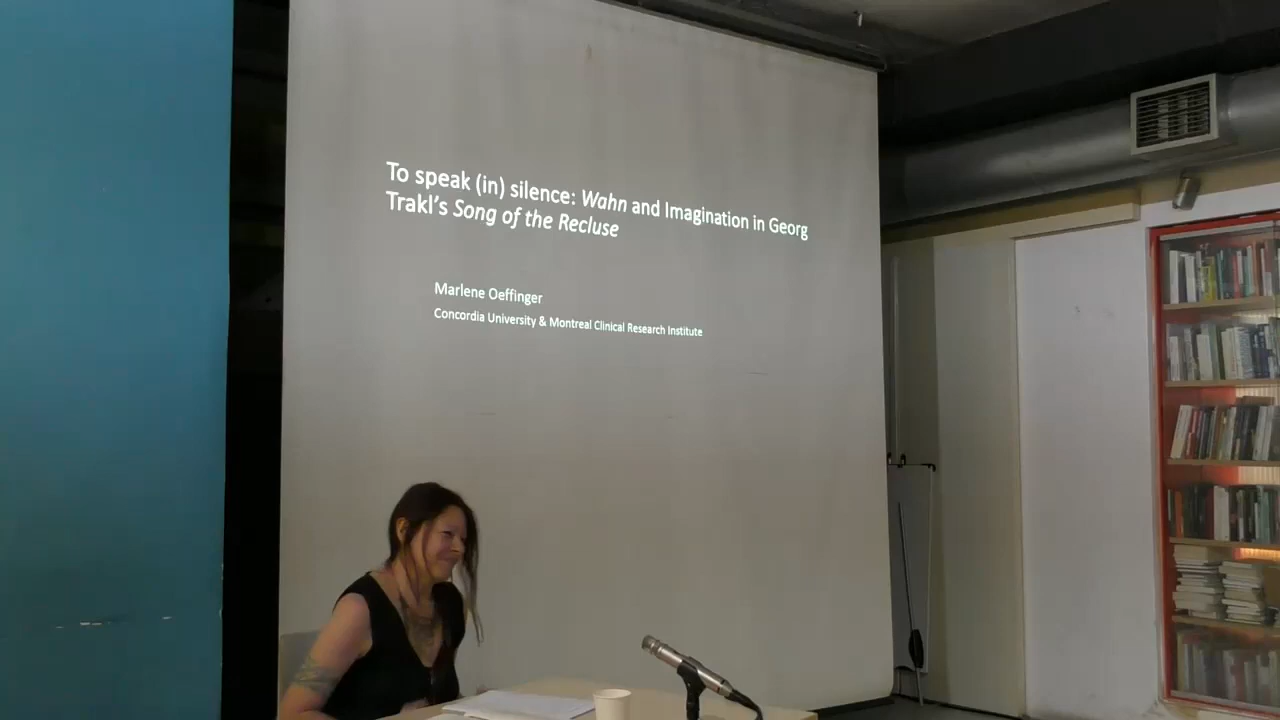 To speak (in) silence: Wahn and Imagination in Georg
Trakl's Song of the Recluse
Marlene Oeffinger
Concordia University & Montreal Clinical Research Institute